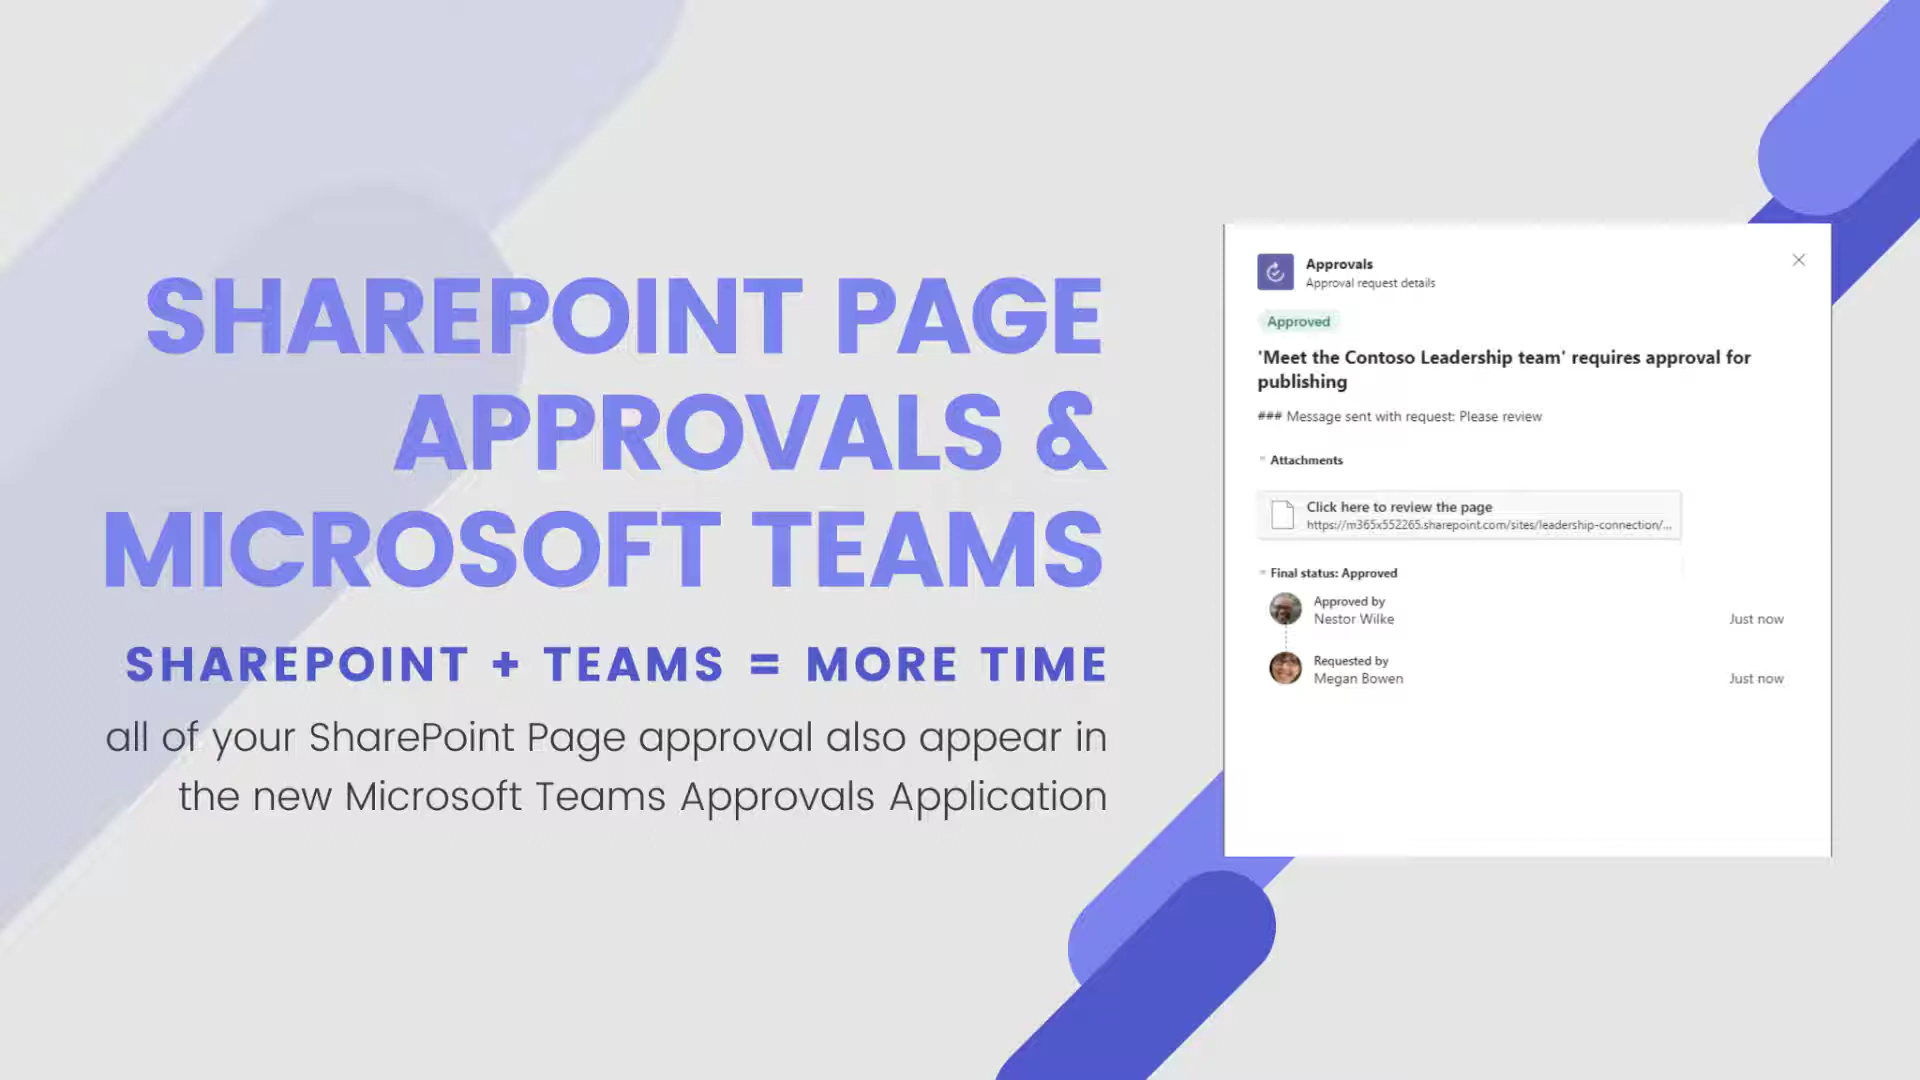 SHAREPOINT PAGE
APPROVALS &
MICROSOFT TEAMS
SHAREPOINT + TEAMS = MORE TIME
all of your SharePoint Page approval also appear in
the new Microsoft Teams Approvals Application
Approvals
Approval request details
Approved
'Meet the Contoso Leadership team' requires approval for
publishing
### Message sent with request: Please review
Attachments
Click here to review the page
https://m365x552265.sharepoint.com/sites/leadership-connection/...
Final status: Approved
Approved by
Nestor Wilke
Just now
Requested by
Megan Bowen
Just now